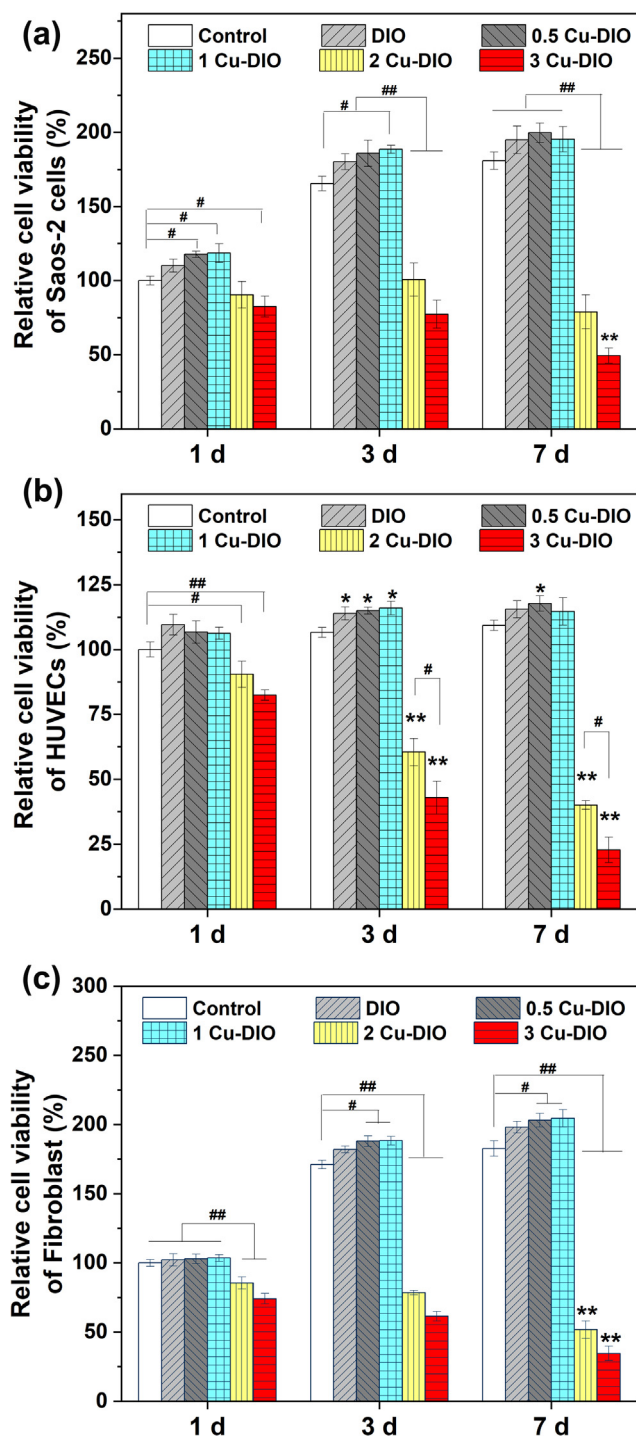 (a)
Control DIO 0.5 Cu-DIO
1 Cu-DIO 2 Cu-DIO 3 Cu-DIO
Relative cell viability
of Saos-2 cells (%)
250
200
150
100
50
0
# ##
##
#
#
#
**
1 d 3 d 7 d
(b)
Control DIO 0.5 Cu-DIO
1 Cu-DIO 2 Cu-DIO 3 Cu-DIO
Relative cell viability
of HUVECs (%)
150
125
100
75
50
25
0
##
#
* * *
*
#
** **
#
** **
1 d 3 d 7 d
(c)
Control DIO 0.5 Cu-DIO
1 Cu-DIO 2 Cu-DIO 3 Cu-DIO
Relative cell viability
of Fibroblast (%)
300
250
200
150
100
50
0
##
##
#
##
#
** **
1 d 3 d 7 d